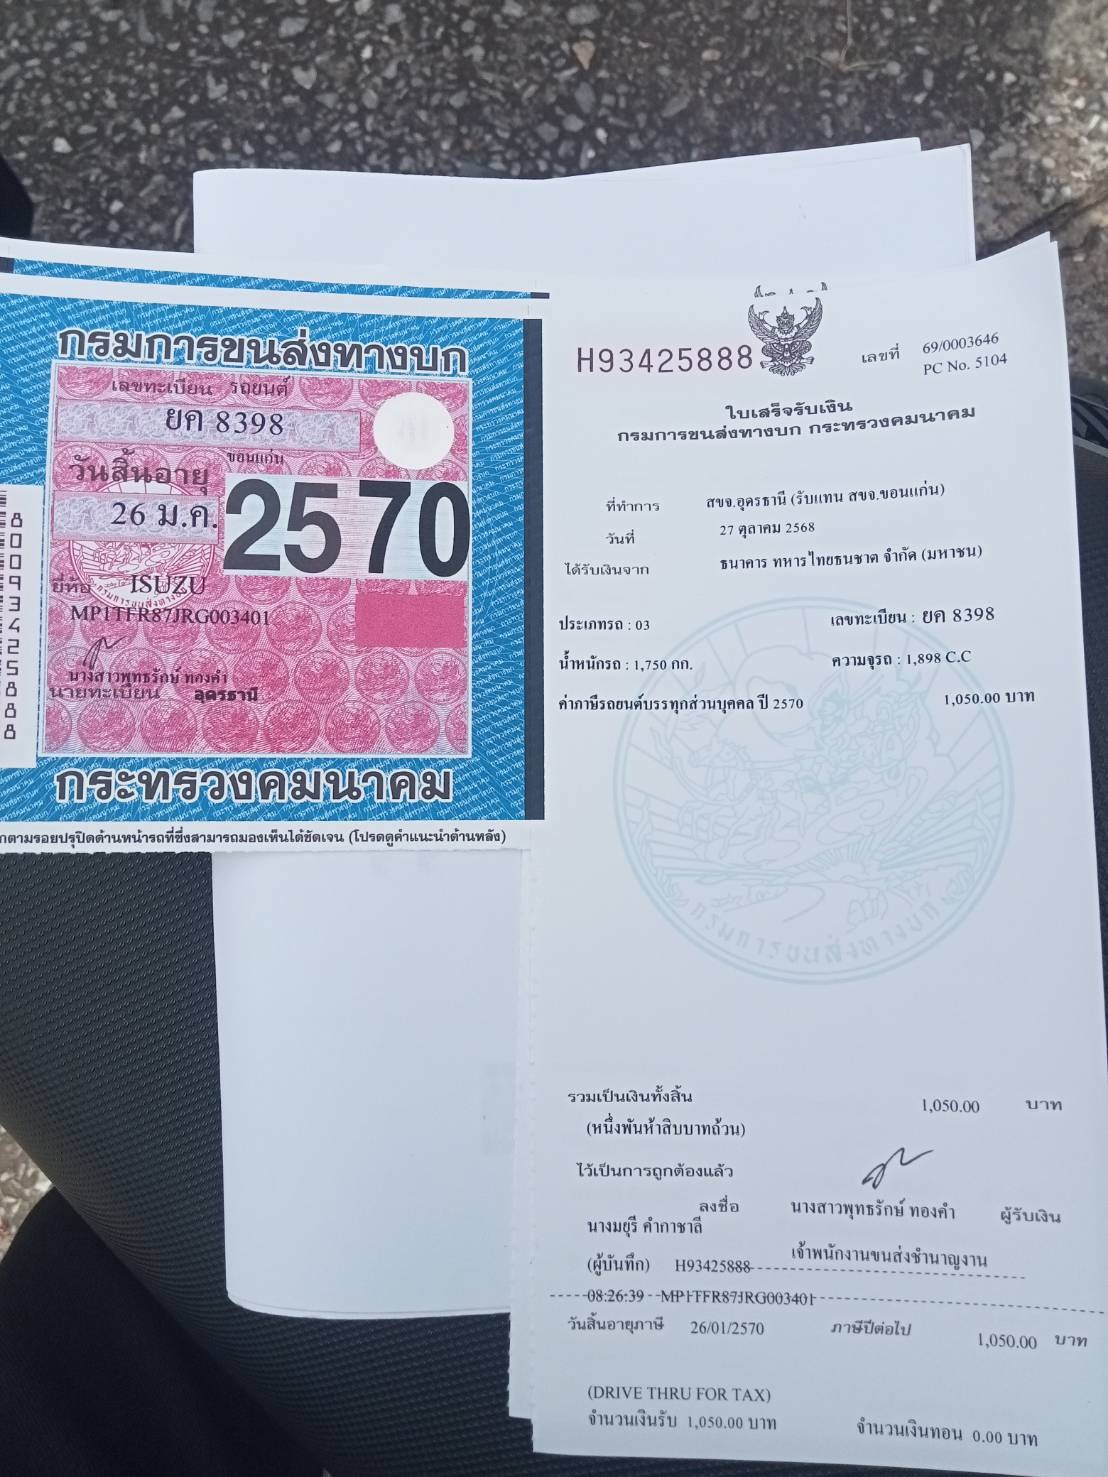 กรมการขนส่งทางบก
เลขทะเบียน รถยนต์
ยค 8398
ขอนแก่น
วันสิ้นอายุ
26 ม.ค.
2570
ยี่ห้อ ISUZU
MP1TFR87JRG003401
นางสาวพุทธรักษ์ ทองคำ
นายทะเบียน อุดรธานี
กระทรวงคมนาคม
ตามรอยปรุปิดด้านหน้ารถที่ซึ่งสามารถมองเห็นได้ชัดเจน (โปรดดูคำแนะนำด้านหลัง)
880093425888
H93425888
เลขที่ 69/0003646
PC No. 5104
ใบเสร็จรับเงิน
กรมการขนส่งทางบก กระทรวงคมนาคม
ที่ทำการ สขจ.อุดรธานี (รับแทน สขจ.ขอนแก่น)
วันที่ 27 ตุลาคม 2568
ได้รับเงินจาก ธนาคาร ทหารไทยธนชาต จำกัด (มหาชน)
ประเภทรถ : 03 เลขทะเบียน : ยค 8398
น้ำหนักรถ : 1,750 กก. ความจุรถ : 1,898 C.C
ค่าภาษีรถยนต์บรรทุกส่วนบุคคล ปี 2570 1,050.00 บาท
กรมการขนส่งทางบก
รวมเป็นเงินทั้งสิ้น 1,050.00 บาท
(หนึ่งพันห้าสิบบาทถ้วน)
ไว้เป็นการถูกต้องแล้ว
ลงชื่อ นางสาวพุทธรักษ์ ทองคำ ผู้รับเงิน
นางมยุรี คำกาชาลี
เจ้าพนักงานขนส่งชำนาญงาน
(ผู้บันทึก) H93425888
08:26:39 MP1TFR87JRG003401
วันสิ้นอายุภาษี 26/01/2570 ภาษีปีต่อไป 1,050.00 บาท
(DRIVE THRU FOR TAX)
จำนวนเงินรับ 1,050.00 บาท จำนวนเงินทอน 0.00 บาท